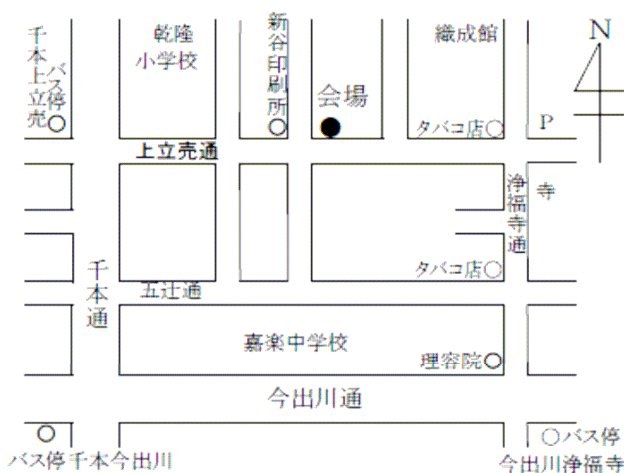 千本上立売
バス停
乾隆
小学校
新谷印刷所
会場
織成館
N
タバコ店
P
上立売通
浄福寺通
寺
千本通
五辻通
タバコ店
嘉楽中学校
理容院
今出川通
バス停千本今出川
バス停
今出川浄福寺